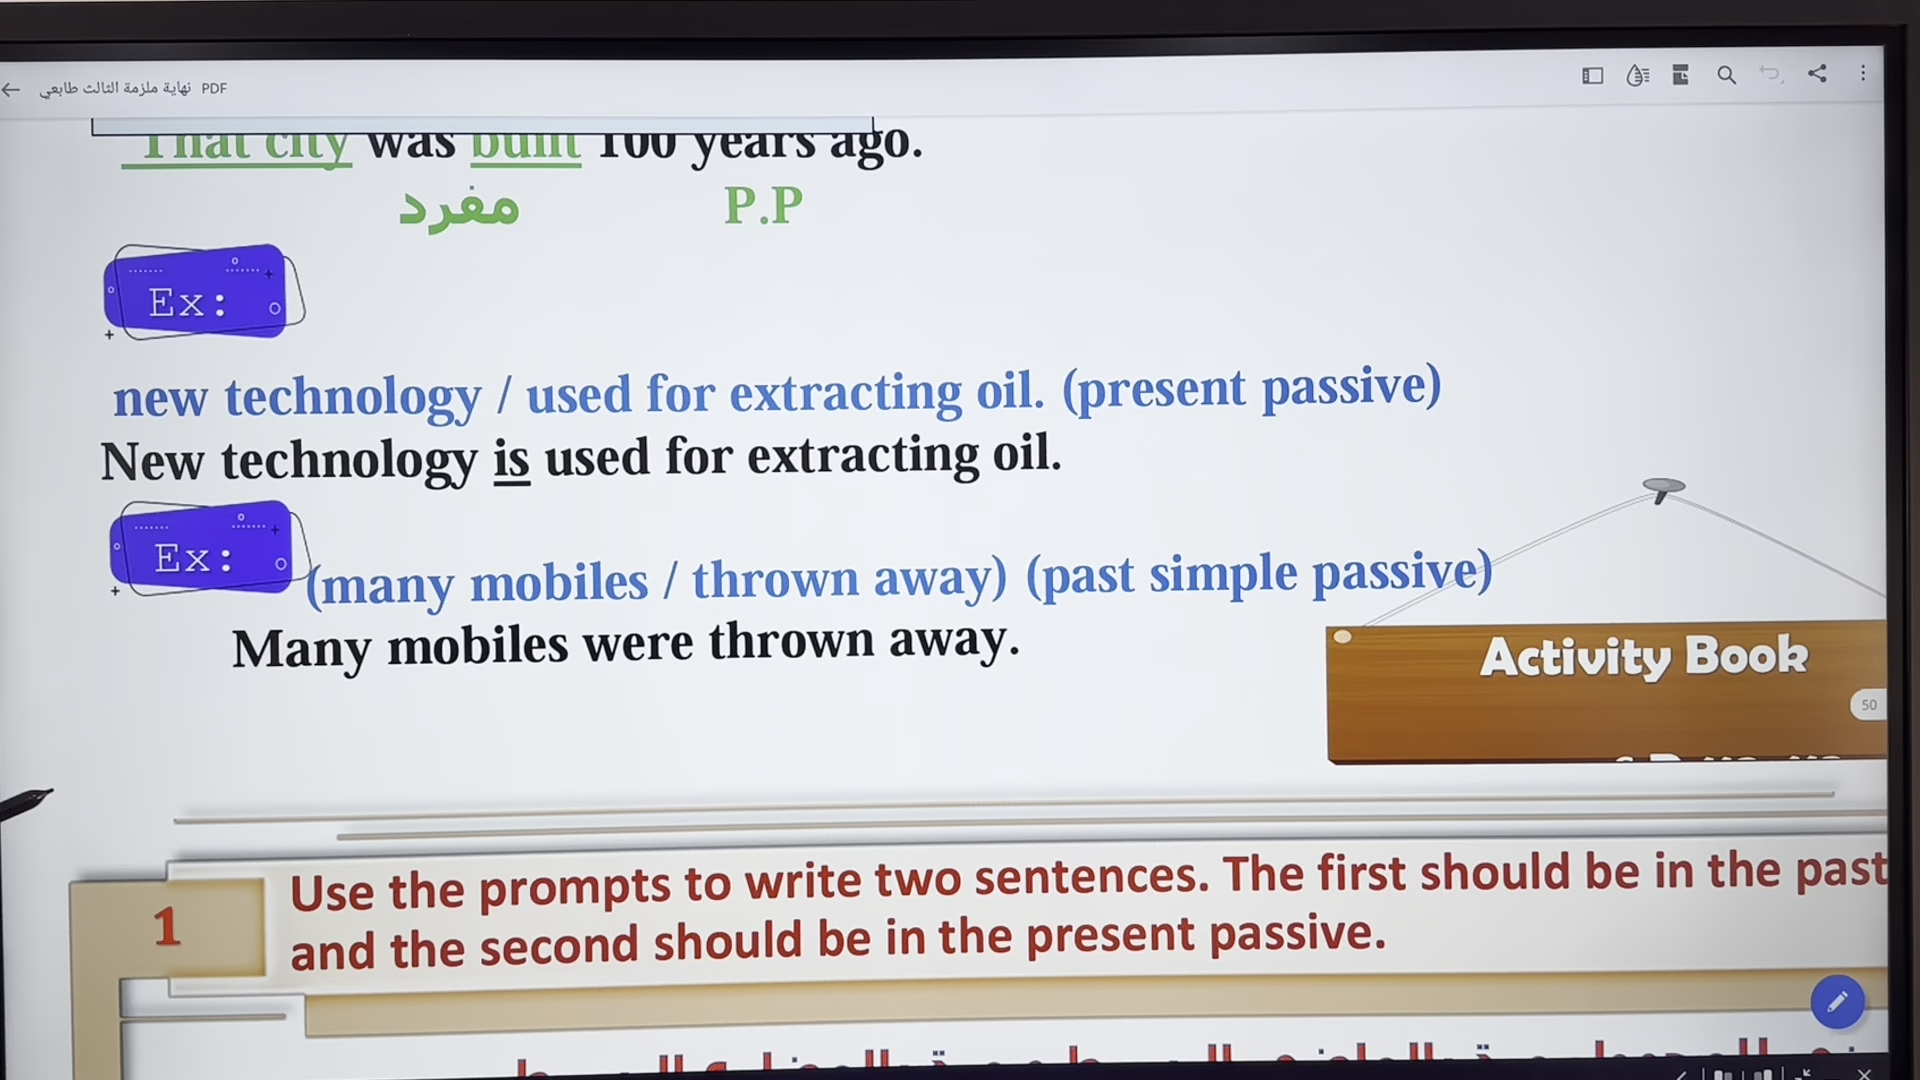 نهاية ملزمة الثالث طابعي PDF
That city was built 100 years ago.
مفرد P.P
Ex:
new technology / used for extracting oil. (present passive)
New technology is used for extracting oil.
Ex:
(many mobiles / thrown away) (past simple passive)
Many mobiles were thrown away.
Activity Book
50
1
Use the prompts to write two sentences. The first should be in the past
and the second should be in the present passive.